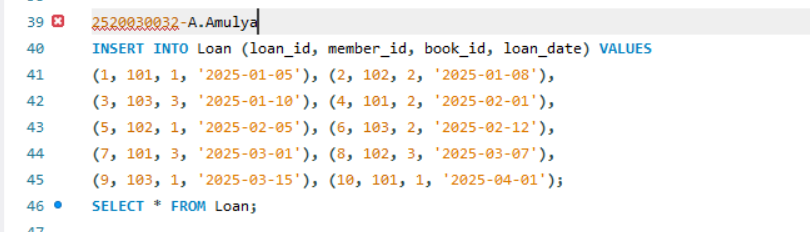 39 2520030032-A.Amulya
40 INSERT INTO Loan (loan_id, member_id, book_id, loan_date) VALUES
41 (1, 101, 1, '2025-01-05'), (2, 102, 2, '2025-01-08'),
42 (3, 103, 3, '2025-01-10'), (4, 101, 2, '2025-02-01'),
43 (5, 102, 1, '2025-02-05'), (6, 103, 2, '2025-02-12'),
44 (7, 101, 3, '2025-03-01'), (8, 102, 3, '2025-03-07'),
45 (9, 103, 1, '2025-03-15'), (10, 101, 1, '2025-04-01');
46 SELECT * FROM Loan;